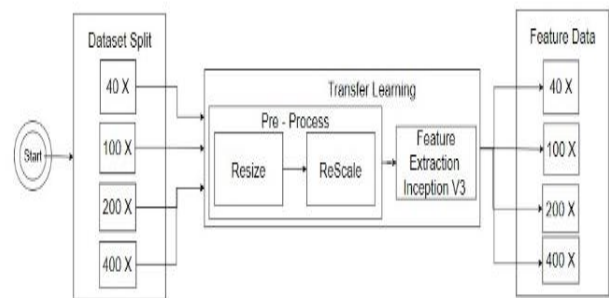 Start
Dataset Split
40 X
100 X
200 X
400 X
Transfer Learning
Pre - Process
Resize
ReScale
Feature
Extraction
Inception V3
Feature Data
40 X
100 X
200 X
400 X